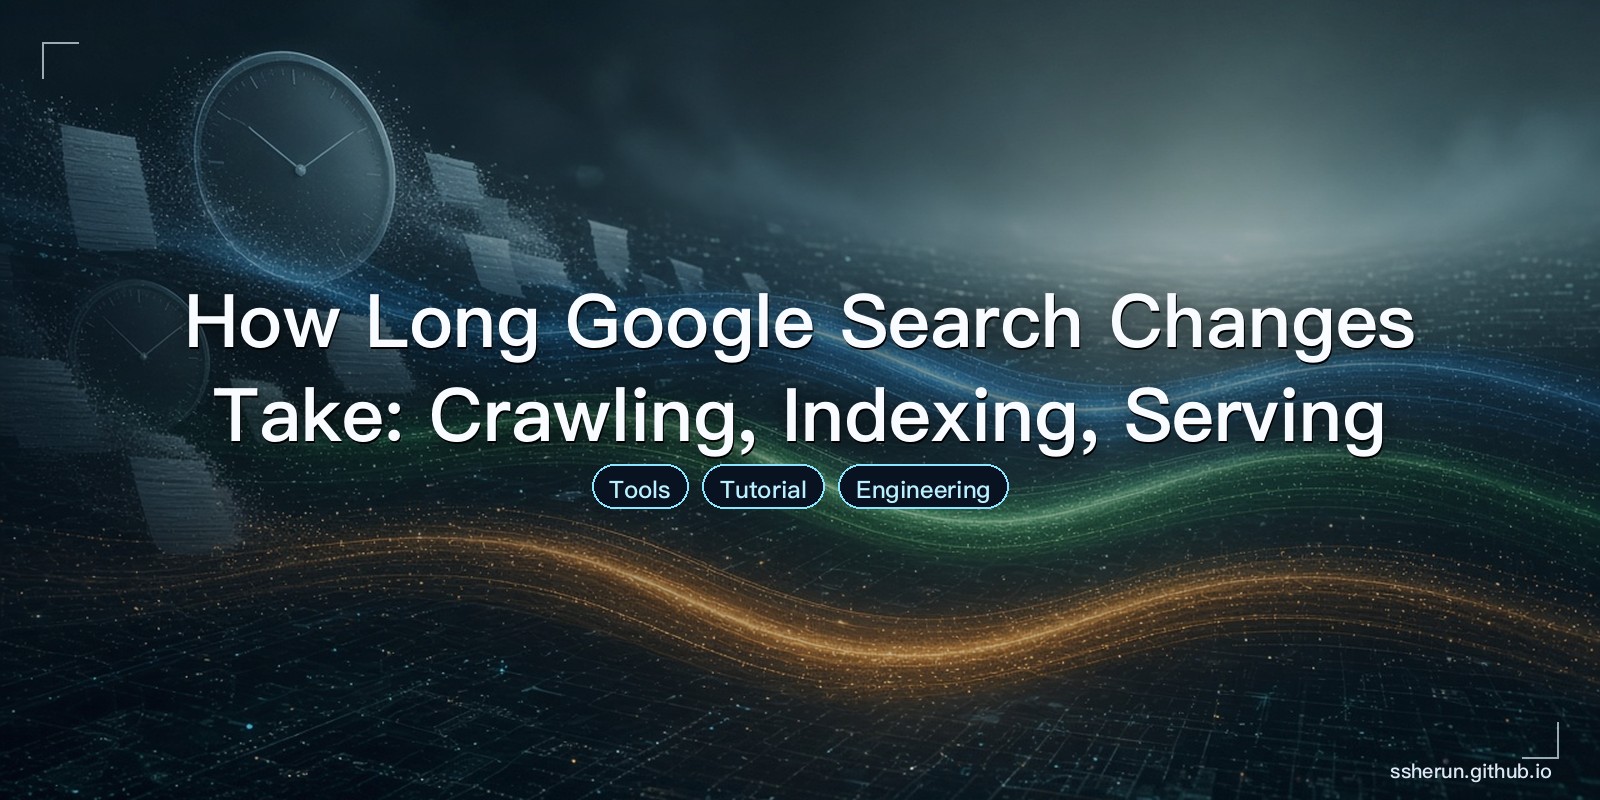 How Long Google Search Changes
Take: Crawling, Indexing, Serving
Tools Tutorial Engineering
ssherun.github.io